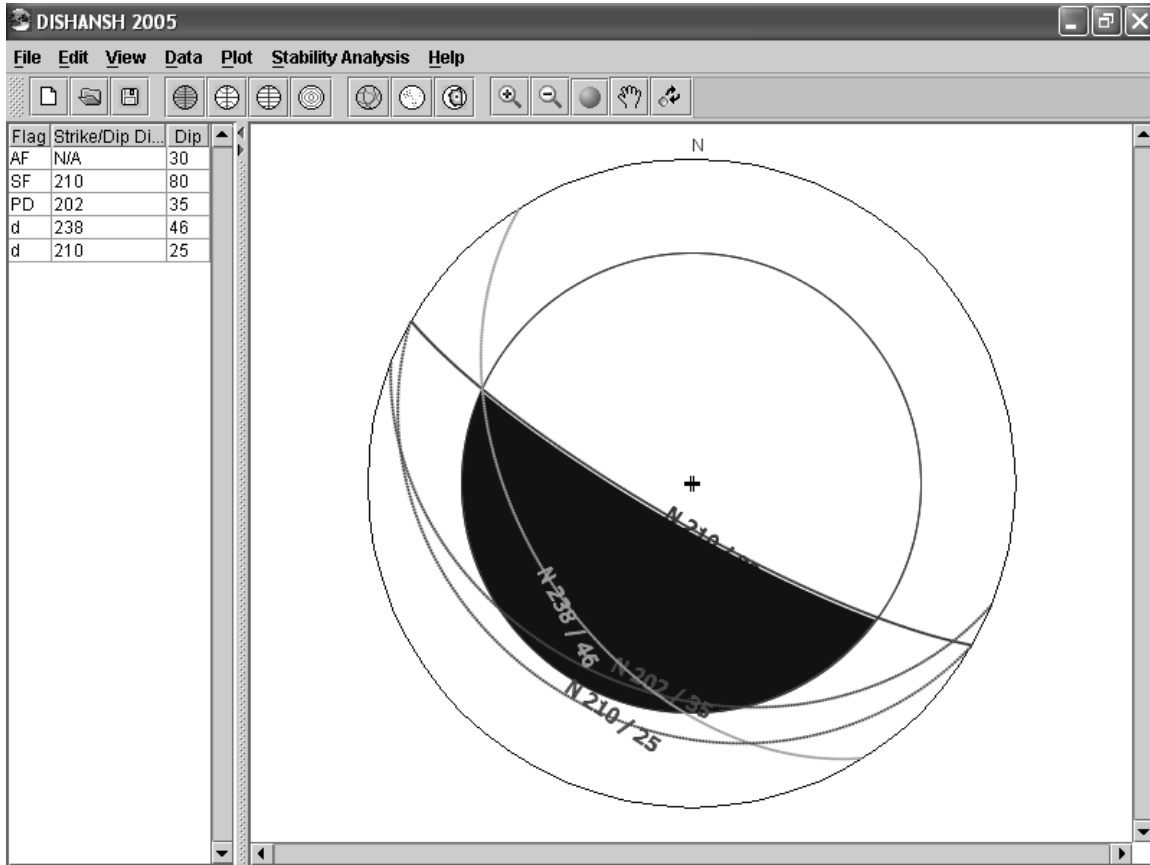 DISHANSH 2005
File Edit View Data Plot Stability Analysis Help
Flag Strike/Dip Di... Dip
AF N/A 30
SF 210 80
PD 202 35
d 238 46
d 210 25
N
N 210 /
N 238 / 46
N 202 / 35
N 210 / 25